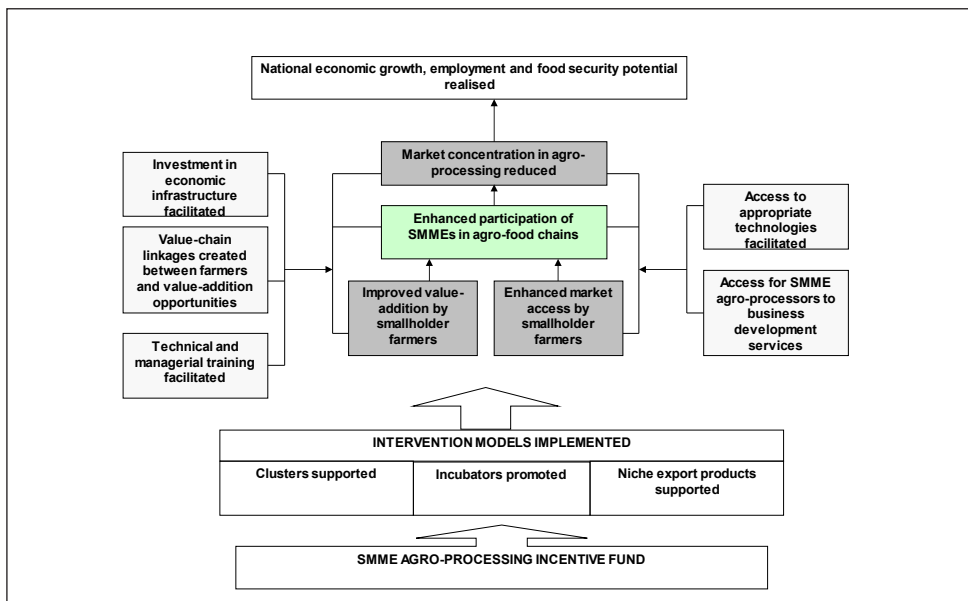 National economic growth, employment and food security potential
realised
Market concentration in agro-
processing reduced
Investment in
economic
infrastructure
facilitated
Value-chain
linkages created
between farmers
and value-addition
opportunities
Technical and
managerial training
facilitated
Enhanced participation of
SMMEs in agro-food chains
Improved value-
addition by
smallholder
farmers
Enhanced market
access by
smallholder
farmers
Access to
appropriate
technologies
facilitated
Access for SMME
agro-processors to
business
development
services
INTERVENTION MODELS IMPLEMENTED
Clusters supported
Incubators promoted
Niche export products
supported
SMME AGRO-PROCESSING INCENTIVE FUND